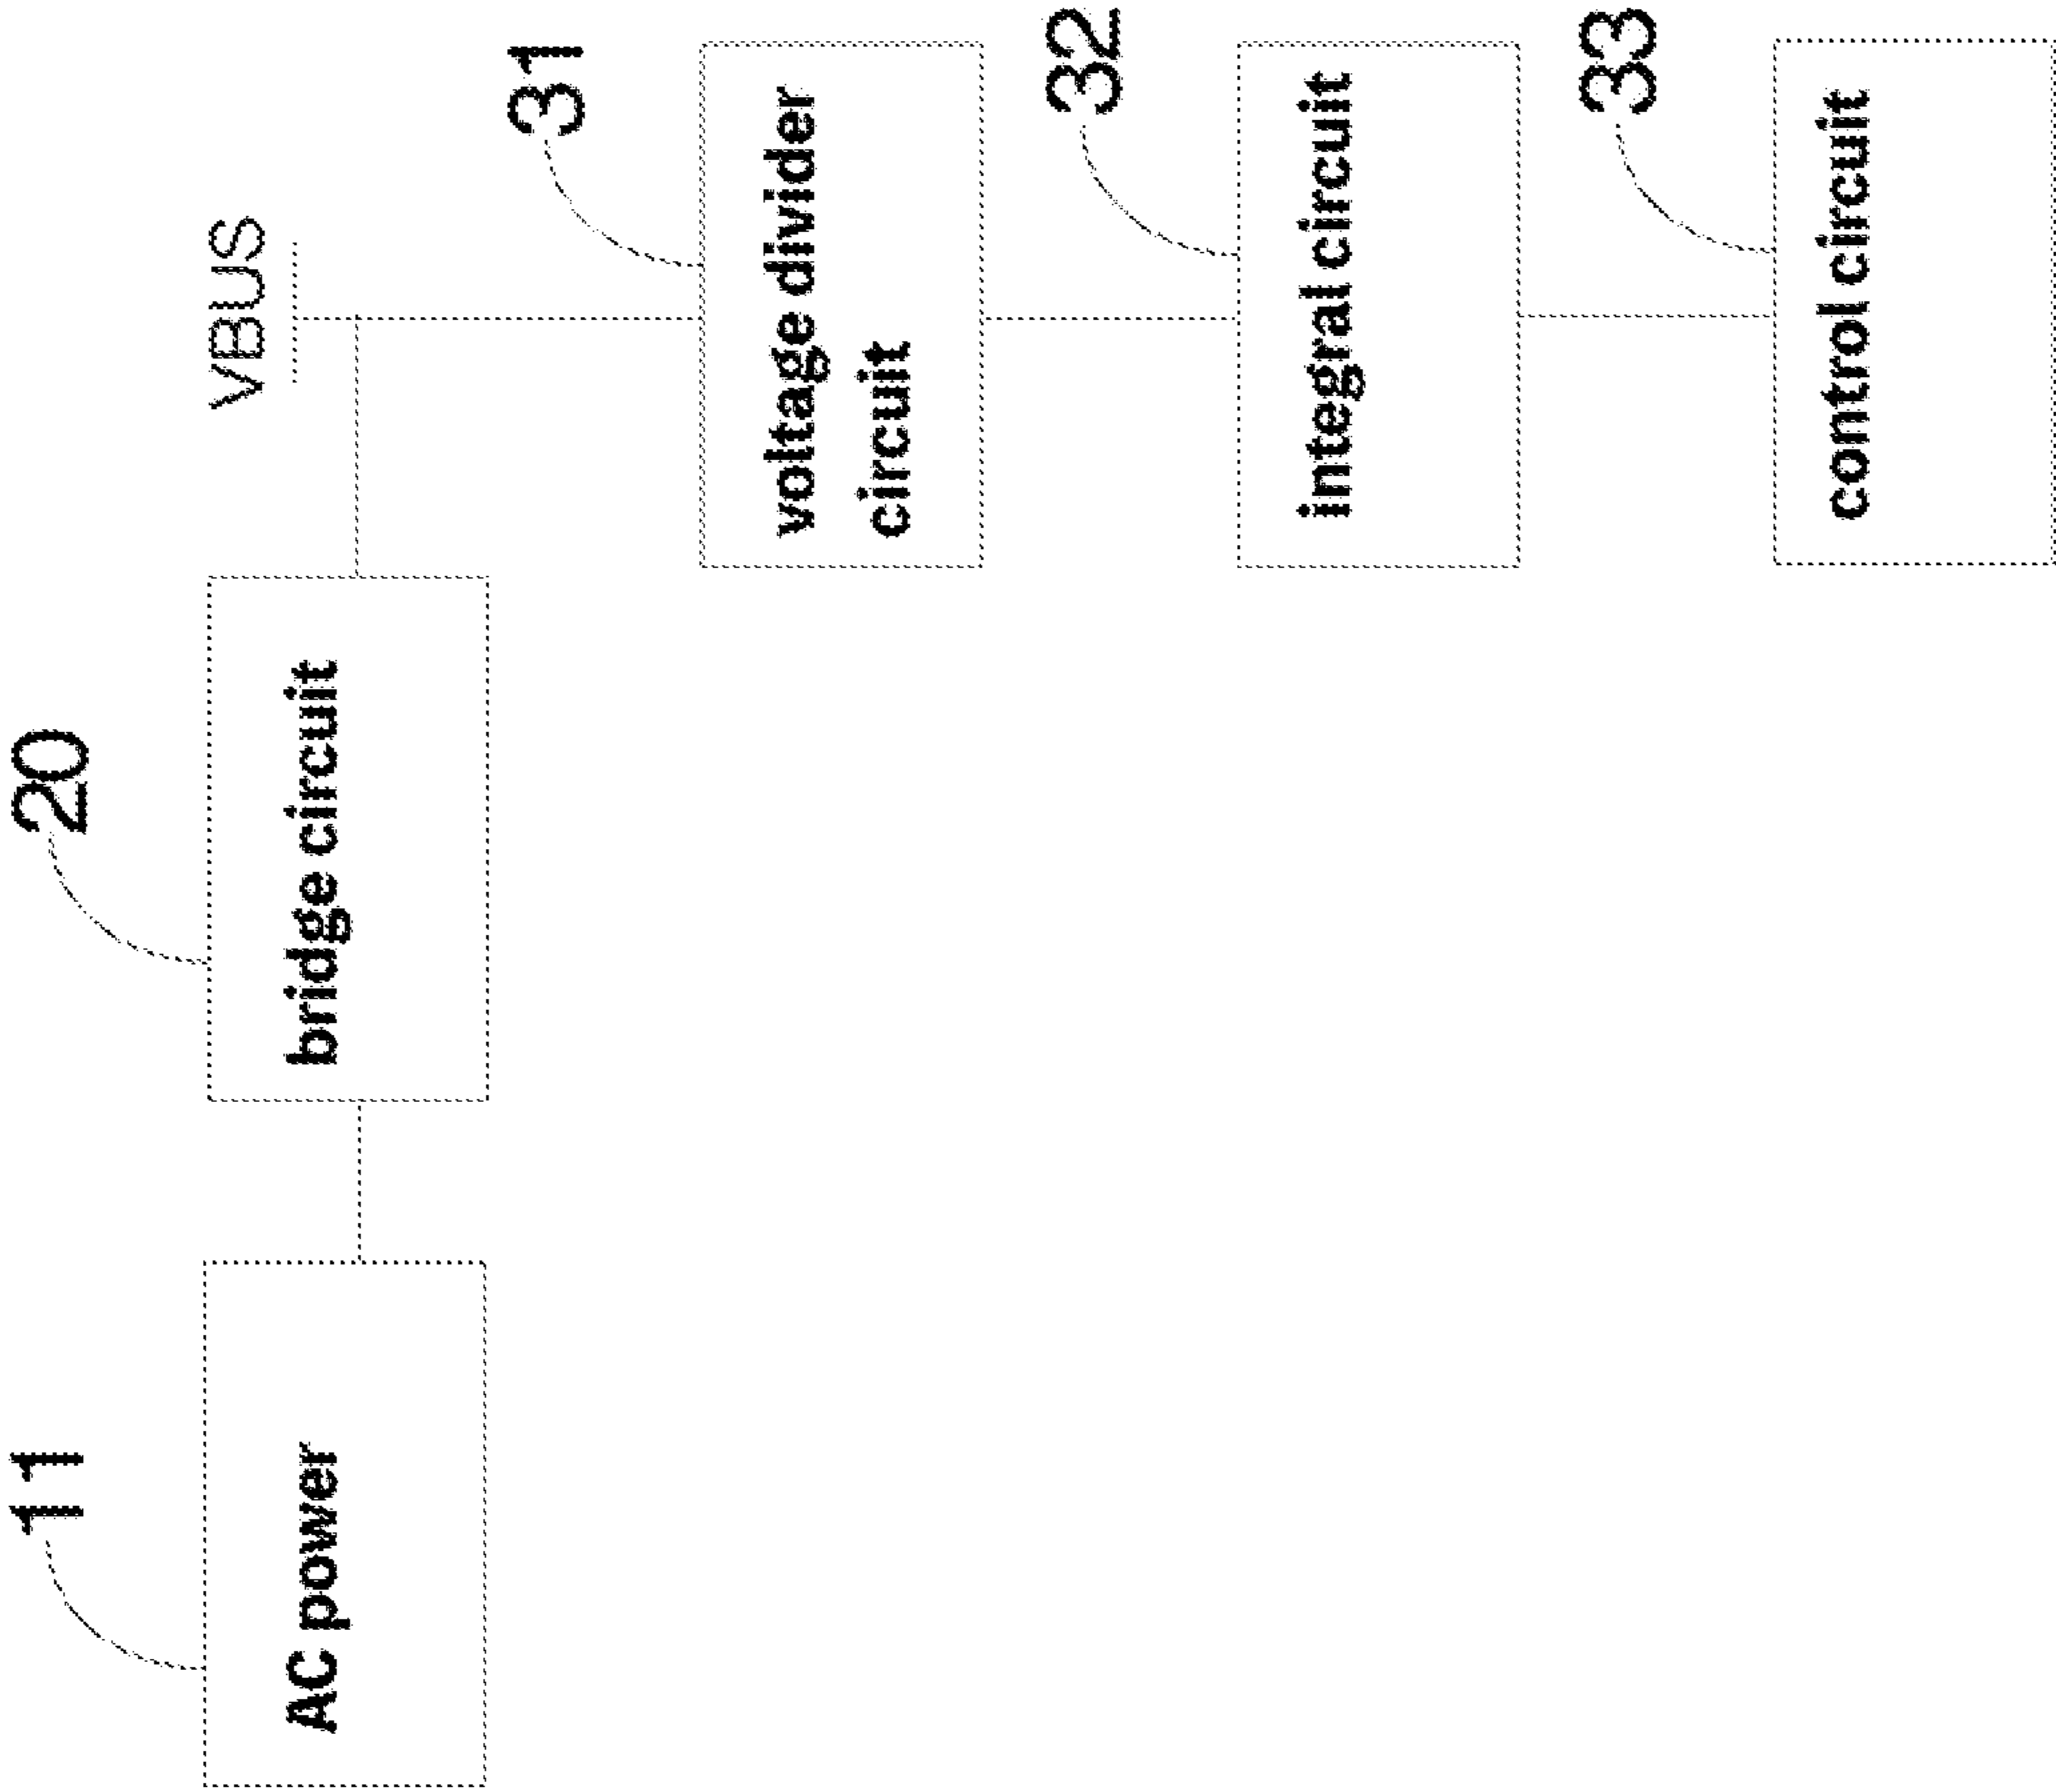 11
AC power
20
bridge circuit
VBUS
31
voltage divider
circuit
32
integral circuit
33
control circuit